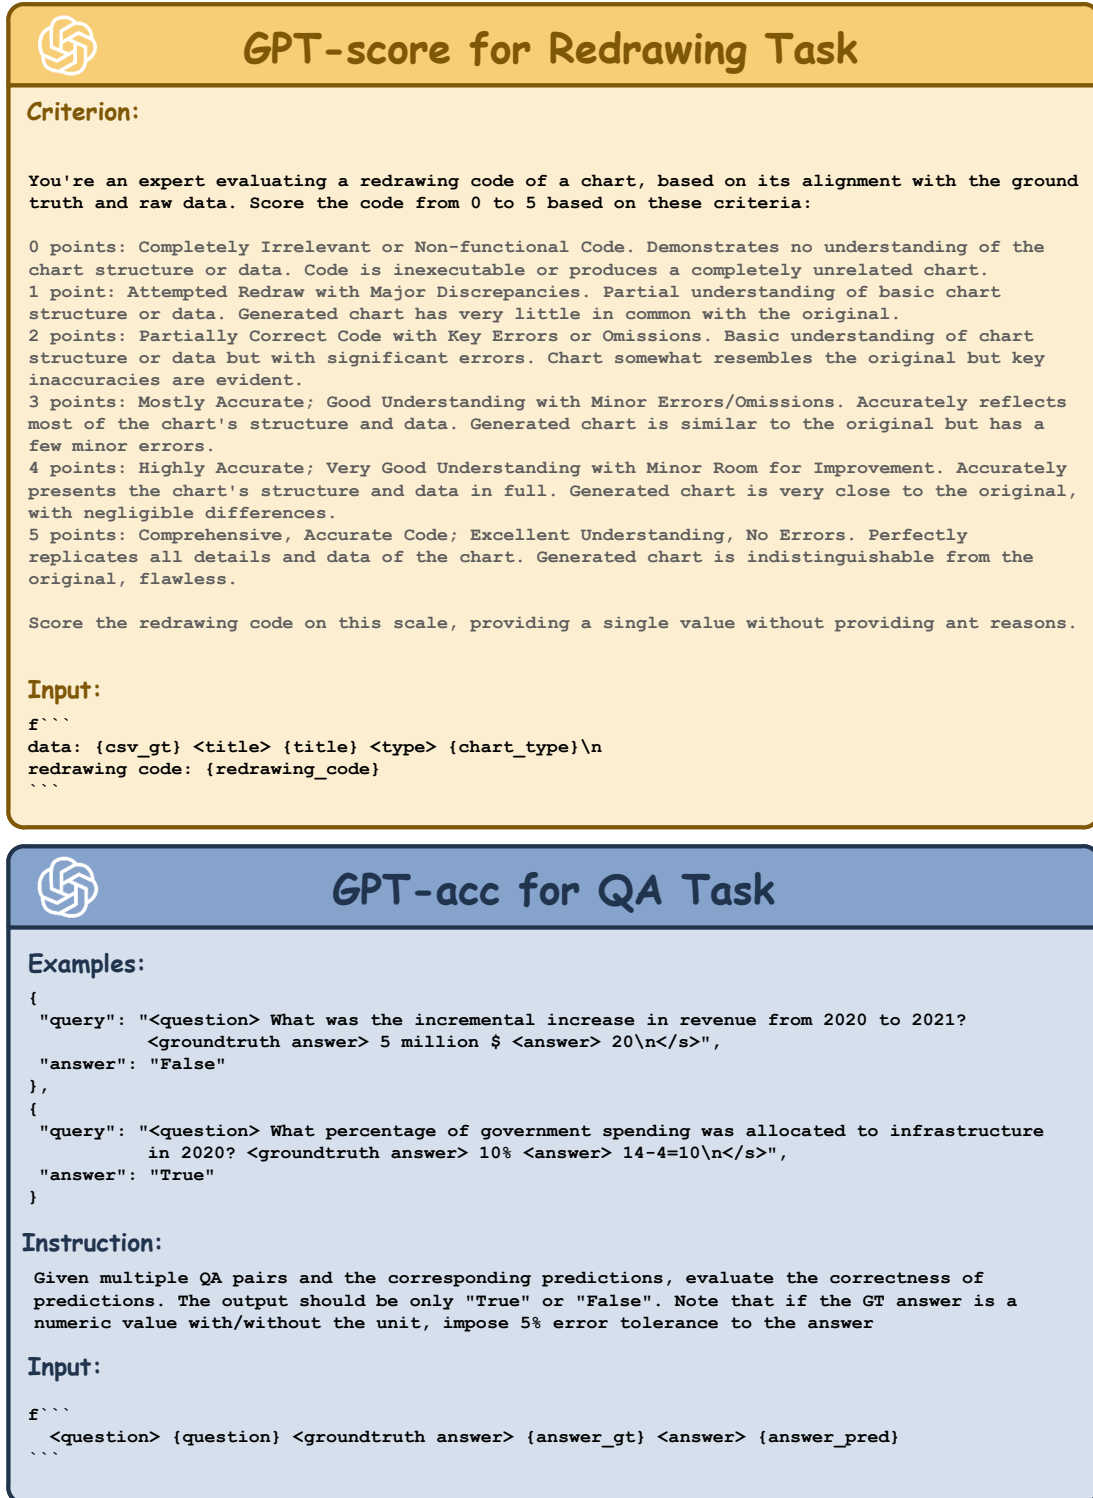 GPT-score for Redrawing Task
Criterion:
You're an expert evaluating a redrawing code of a chart, based on its alignment with the ground
truth and raw data. Score the code from 0 to 5 based on these criteria:
0 points: Completely Irrelevant or Non-functional Code. Demonstrates no understanding of the
chart structure or data. Code is inexecutable or produces a completely unrelated chart.
1 point: Attempted Redraw with Major Discrepancies. Partial understanding of basic chart
structure or data. Generated chart has very little in common with the original.
2 points: Partially Correct Code with Key Errors or Omissions. Basic understanding of chart
structure or data but with significant errors. Chart somewhat resembles the original but key
inaccuracies are evident.
3 points: Mostly Accurate; Good Understanding with Minor Errors/Omissions. Accurately reflects
most of the chart's structure and data. Generated chart is similar to the original but has a
few minor errors.
4 points: Highly Accurate; Very Good Understanding with Minor Room for Improvement. Accurately
presents the chart's structure and data in full. Generated chart is very close to the original,
with negligible differences.
5 points: Comprehensive, Accurate Code; Excellent Understanding, No Errors. Perfectly
replicates all details and data of the chart. Generated chart is indistinguishable from the
original, flawless.
Score the redrawing code on this scale, providing a single value without providing ant reasons.
Input:
f```
data: {csv_gt} <title> {title} <type> {chart_type}\n
redrawing code: {redrawing_code}
```
GPT-acc for QA Task
Examples:
{
"query": "<question> What was the incremental increase in revenue from 2020 to 2021?
<groundtruth answer> 5 million $ <answer> 20\n</s>",
"answer": "False"
},
{
"query": "<question> What percentage of government spending was allocated to infrastructure
in 2020? <groundtruth answer> 10% <answer> 14-4=10\n</s>",
"answer": "True"
}
Instruction:
Given multiple QA pairs and the corresponding predictions, evaluate the correctness of
predictions. The output should be only "True" or "False". Note that if the GT answer is a
numeric value with/without the unit, impose 5% error tolerance to the answer
Input:
f```
<question> {question} <groundtruth answer> {answer_gt} <answer> {answer_pred}
```